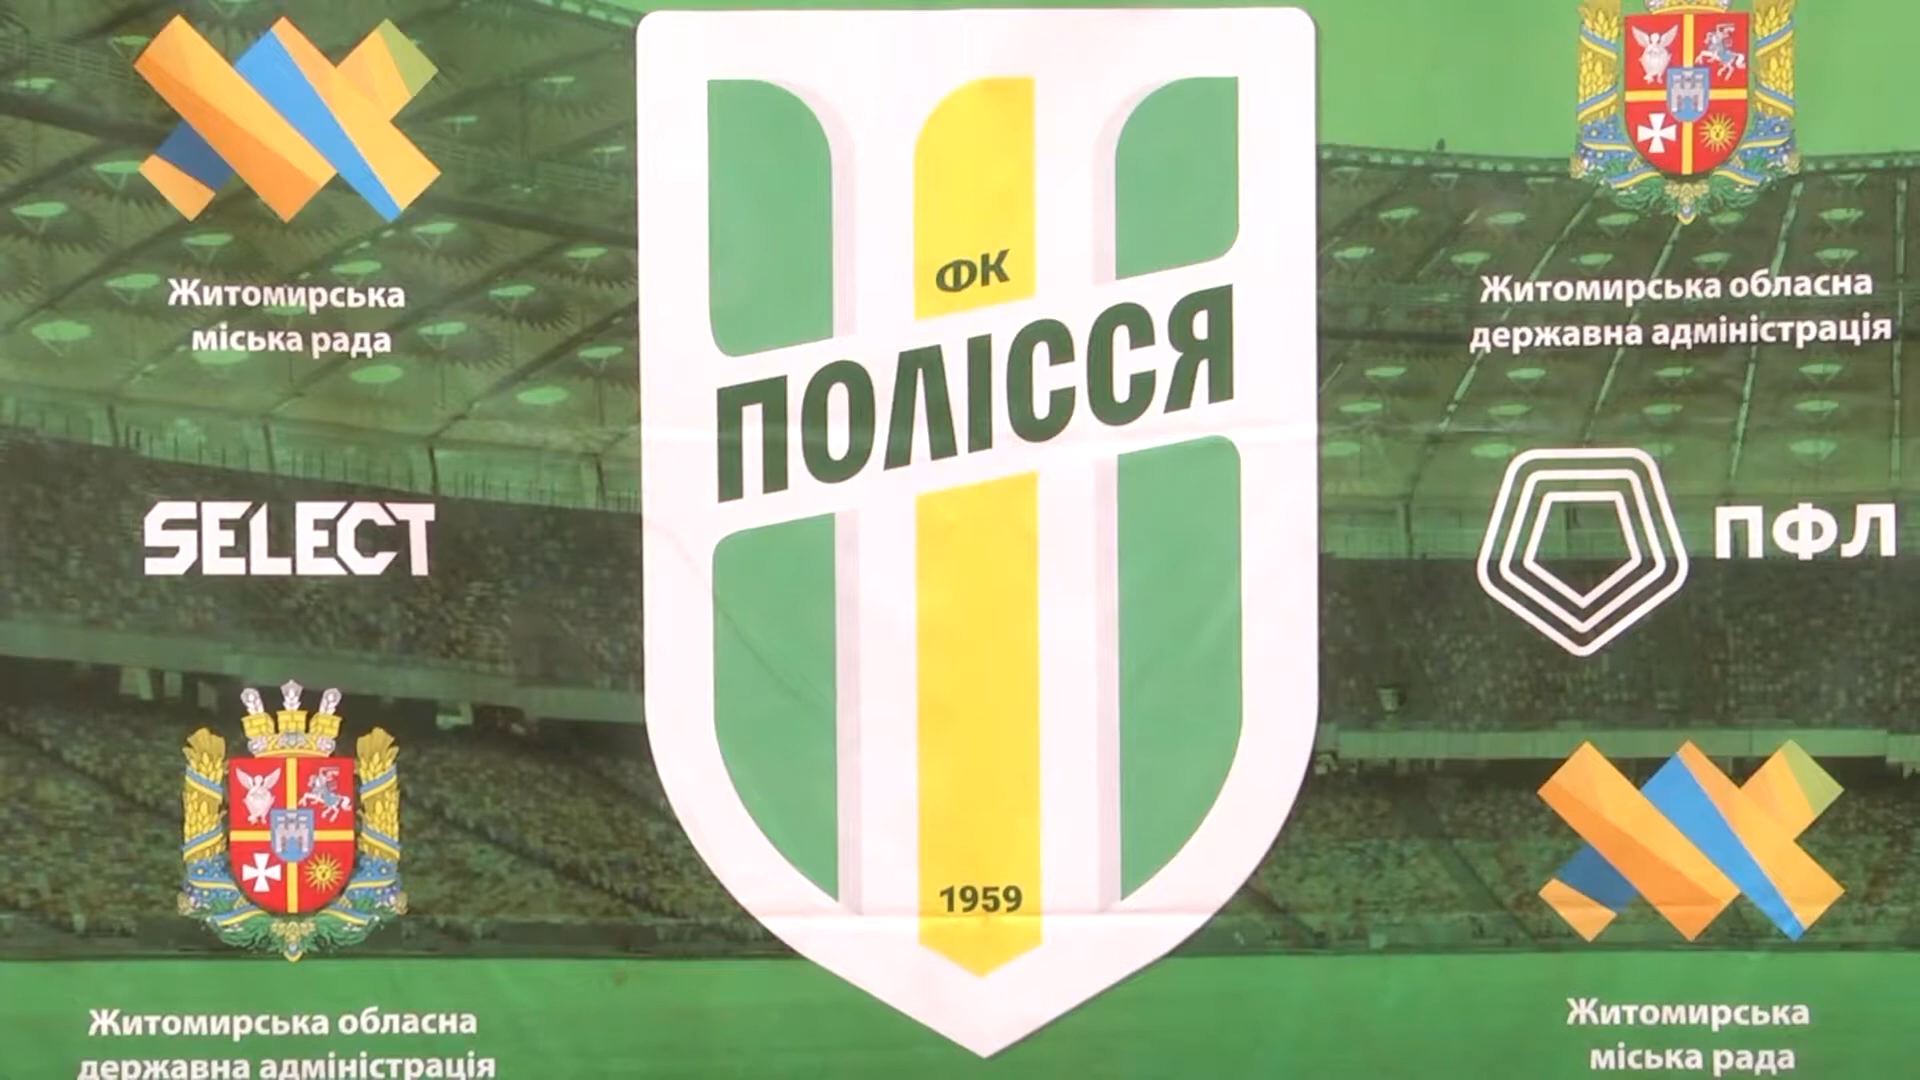 Житомирська
міська рада
SELECT
Житомирська обласна
державна адміністрація
ФК
ПОЛІССЯ
1959
Житомирська обласна
державна адміністрація
ПФЛ
Житомирська
міська рада